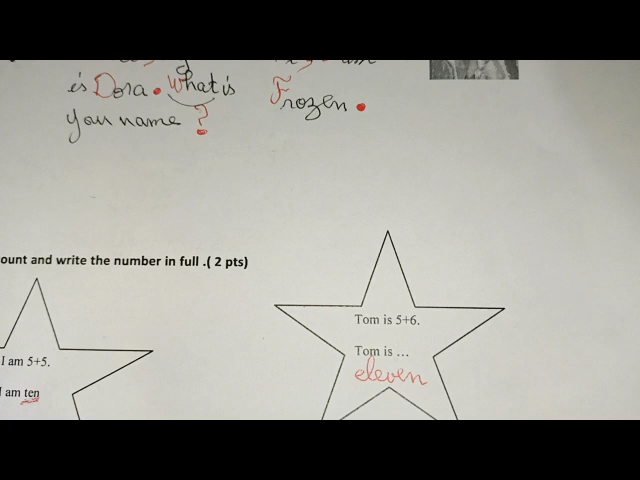 is Dora. What is
you name ?
Frozen.
ount and write the number in full .( 2 pts)
I am 5+5.
I am ten
Tom is 5+6.
Tom is ...
eleven